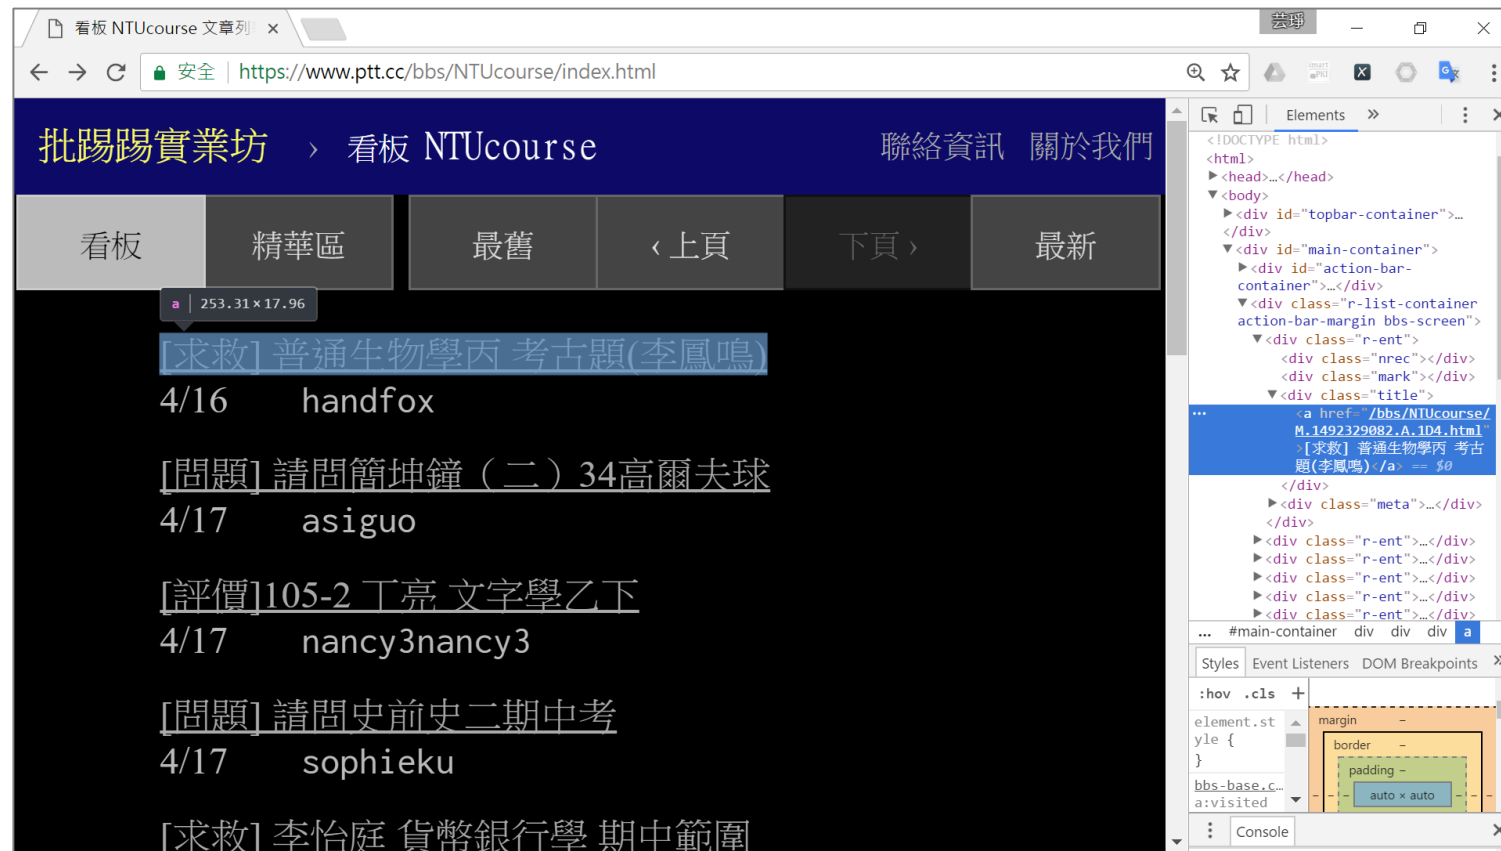 看板 NTUcourse 文章列
芸琤
安全 | https://www.ptt.cc/bbs/NTUcourse/index.html
批踢踢實業坊 › 看板 NTUcourse 聯絡資訊 關於我們
看板 精華區 最舊 ‹ 上頁 下頁 › 最新
a | 253.31 × 17.96
[求救] 普通生物學丙 考古題(李鳳鳴)
4/16 handfox
[問題] 請問簡坤鐘（二）34高爾夫球
4/17 asiguo
[評價]105-2 丁亮 文字學乙下
4/17 nancy3nancy3
[問題] 請問史前史二期中考
4/17 sophieku
[求救] 李怡庭 貨幣銀行學 期中範圍
Elements »
<!DOCTYPE html>
<html>
▶<head>…</head>
▼<body>
▶<div id="topbar-container">…
</div>
▼<div id="main-container">
▶<div id="action-bar-
container">…</div>
▼<div class="r-list-container
action-bar-margin bbs-screen">
▼<div class="r-ent">
<div class="nrec"></div>
<div class="mark"></div>
▼<div class="title">
… <a href="/bbs/NTUcourse/
M.1492329082.A.1D4.html"
>[求救] 普通生物學丙 考古
題(李鳳鳴)</a> == $0
</div>
▶<div class="meta">…</div>
</div>
▶<div class="r-ent">…</div>
▶<div class="r-ent">…</div>
▶<div class="r-ent">…</div>
▶<div class="r-ent">…</div>
▶<div class="r-ent">…</div>
… #main-container div div div a
Styles Event Listeners DOM Breakpoints »
:hov .cls +
element.st
yle {
}
bbs-base.c…
a:visited
margin –
border –
padding –
auto × auto
Console